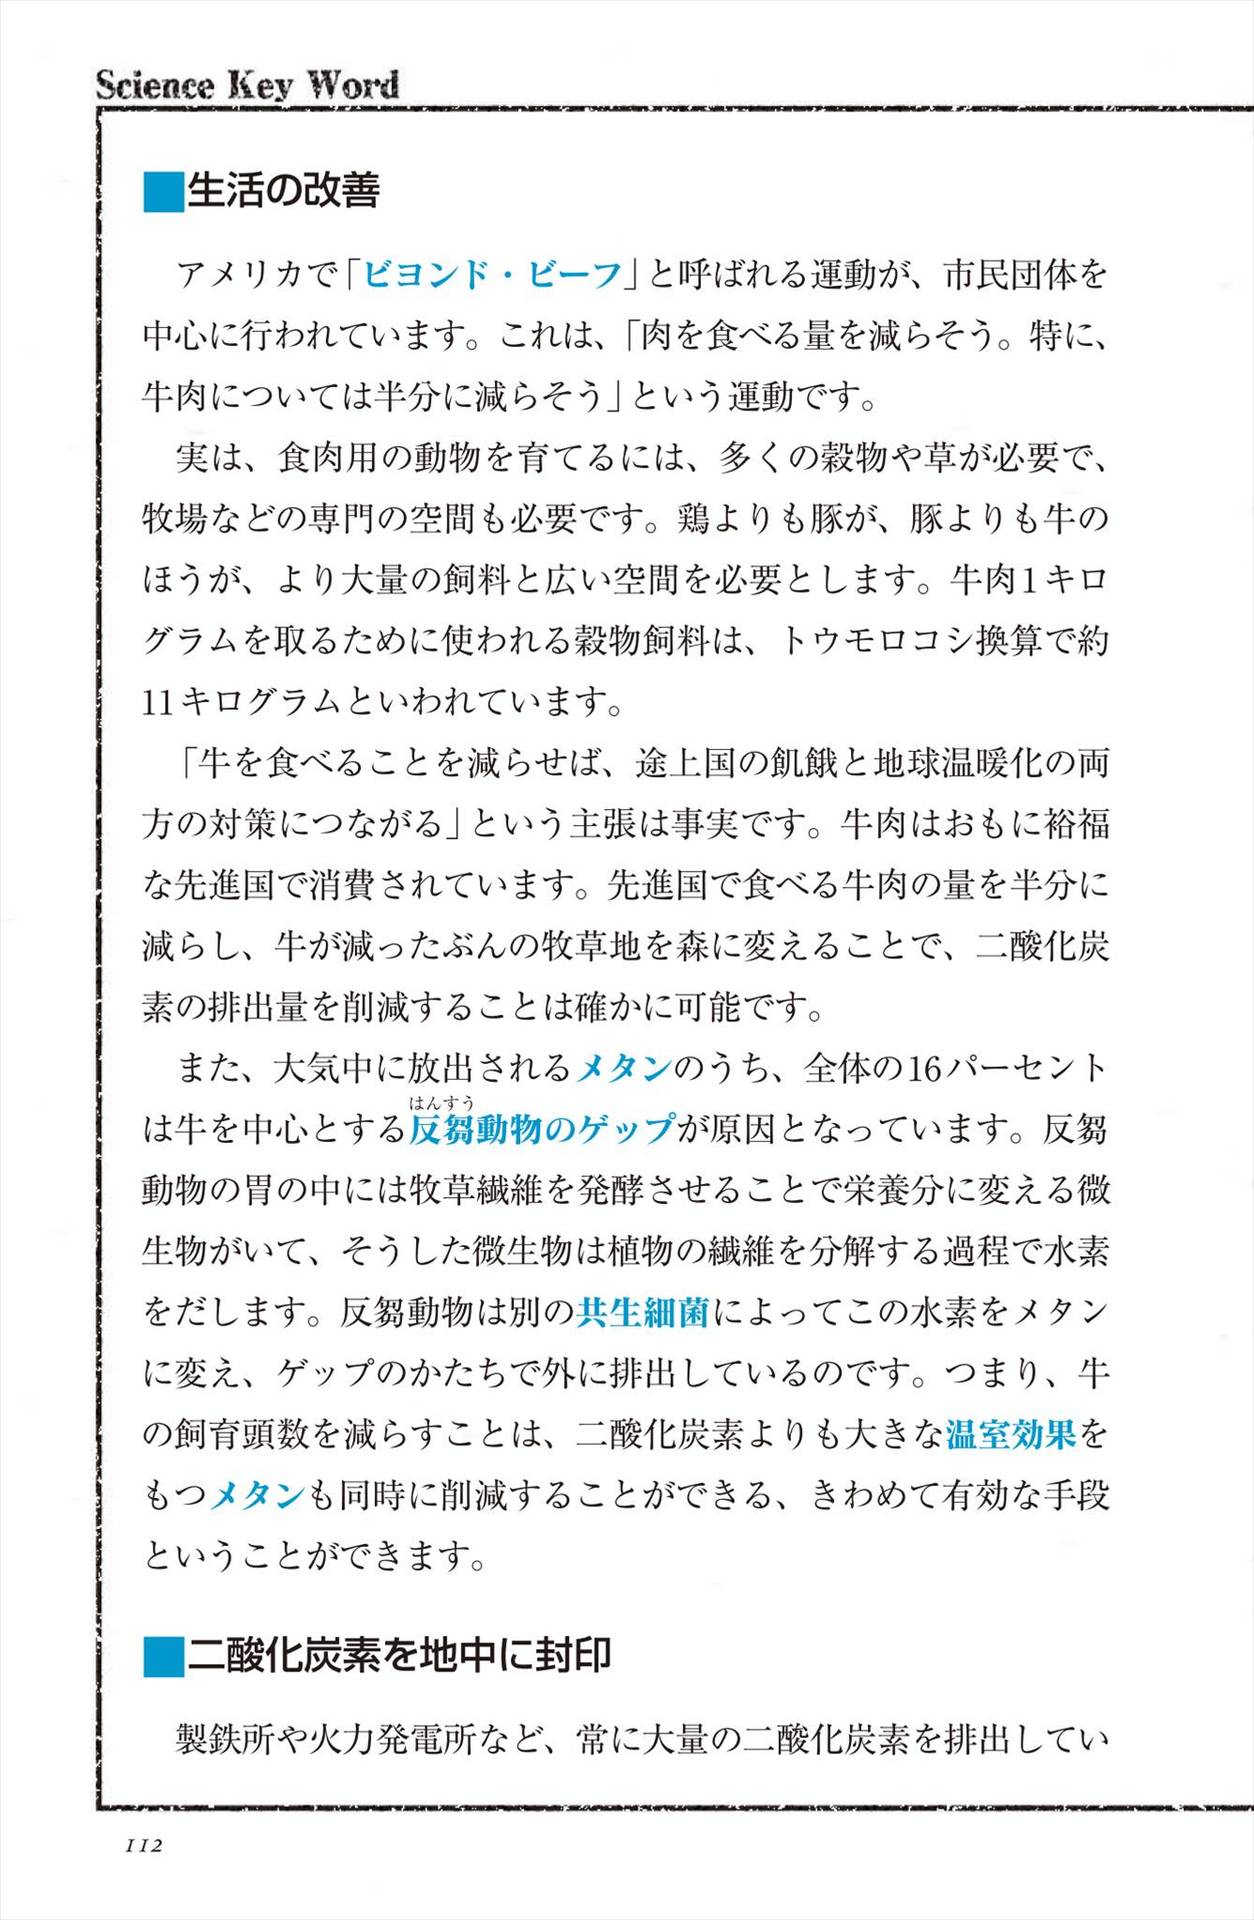 Science Key Word
■生活の改善
アメリカで「ビヨンド・ビーフ」と呼ばれる運動が、市民団体を
中心に行われています。これは、「肉を食べる量を減らそう。特に、
牛肉については半分に減らそう」という運動です。
実は、食肉用の動物を育てるには、多くの穀物や草が必要で、
牧場などの専門の空間も必要です。鶏よりも豚が、豚よりも牛の
ほうが、より大量の飼料と広い空間を必要とします。牛肉1キロ
グラムを取るために使われる穀物飼料は、トウモロコシ換算で約
11キログラムといわれています。
「牛を食べることを減らせば、途上国の飢餓と地球温暖化の両
方の対策につながる」という主張は事実です。牛肉はおもに裕福
な先進国で消費されています。先進国で食べる牛肉の量を半分に
減らし、牛が減ったぶんの牧草地を森に変えることで、二酸化炭
素の排出量を削減することは確かに可能です。
また、大気中に放出されるメタンのうち、全体の16パーセント
はんすう
は牛を中心とする反芻動物のゲップが原因となっています。反芻
動物の胃の中には牧草繊維を発酵させることで栄養分に変える微
生物がいて、そうした微生物は植物の繊維を分解する過程で水素
をだします。反芻動物は別の共生細菌によってこの水素をメタン
に変え、ゲップのかたちで外に排出しているのです。つまり、牛
の飼育頭数を減らすことは、二酸化炭素よりも大きな温室効果を
もつメタンも同時に削減することができる、きわめて有効な手段
ということができます。
■二酸化炭素を地中に封印
製鉄所や火力発電所など、常に大量の二酸化炭素を排出してい
112